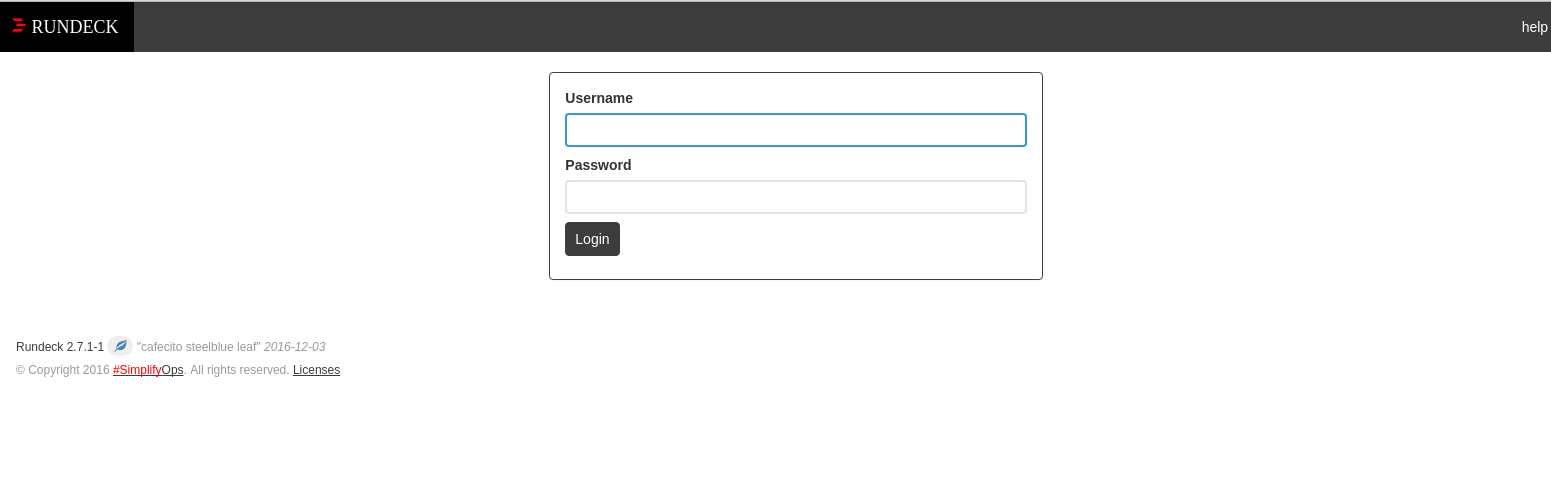 RUNDECK help
Username
Password
Login
Rundeck 2.7.1-1 "cafecito steelblue leaf" 2016-12-03
© Copyright 2016 #SimplifyOps. All rights reserved. Licenses